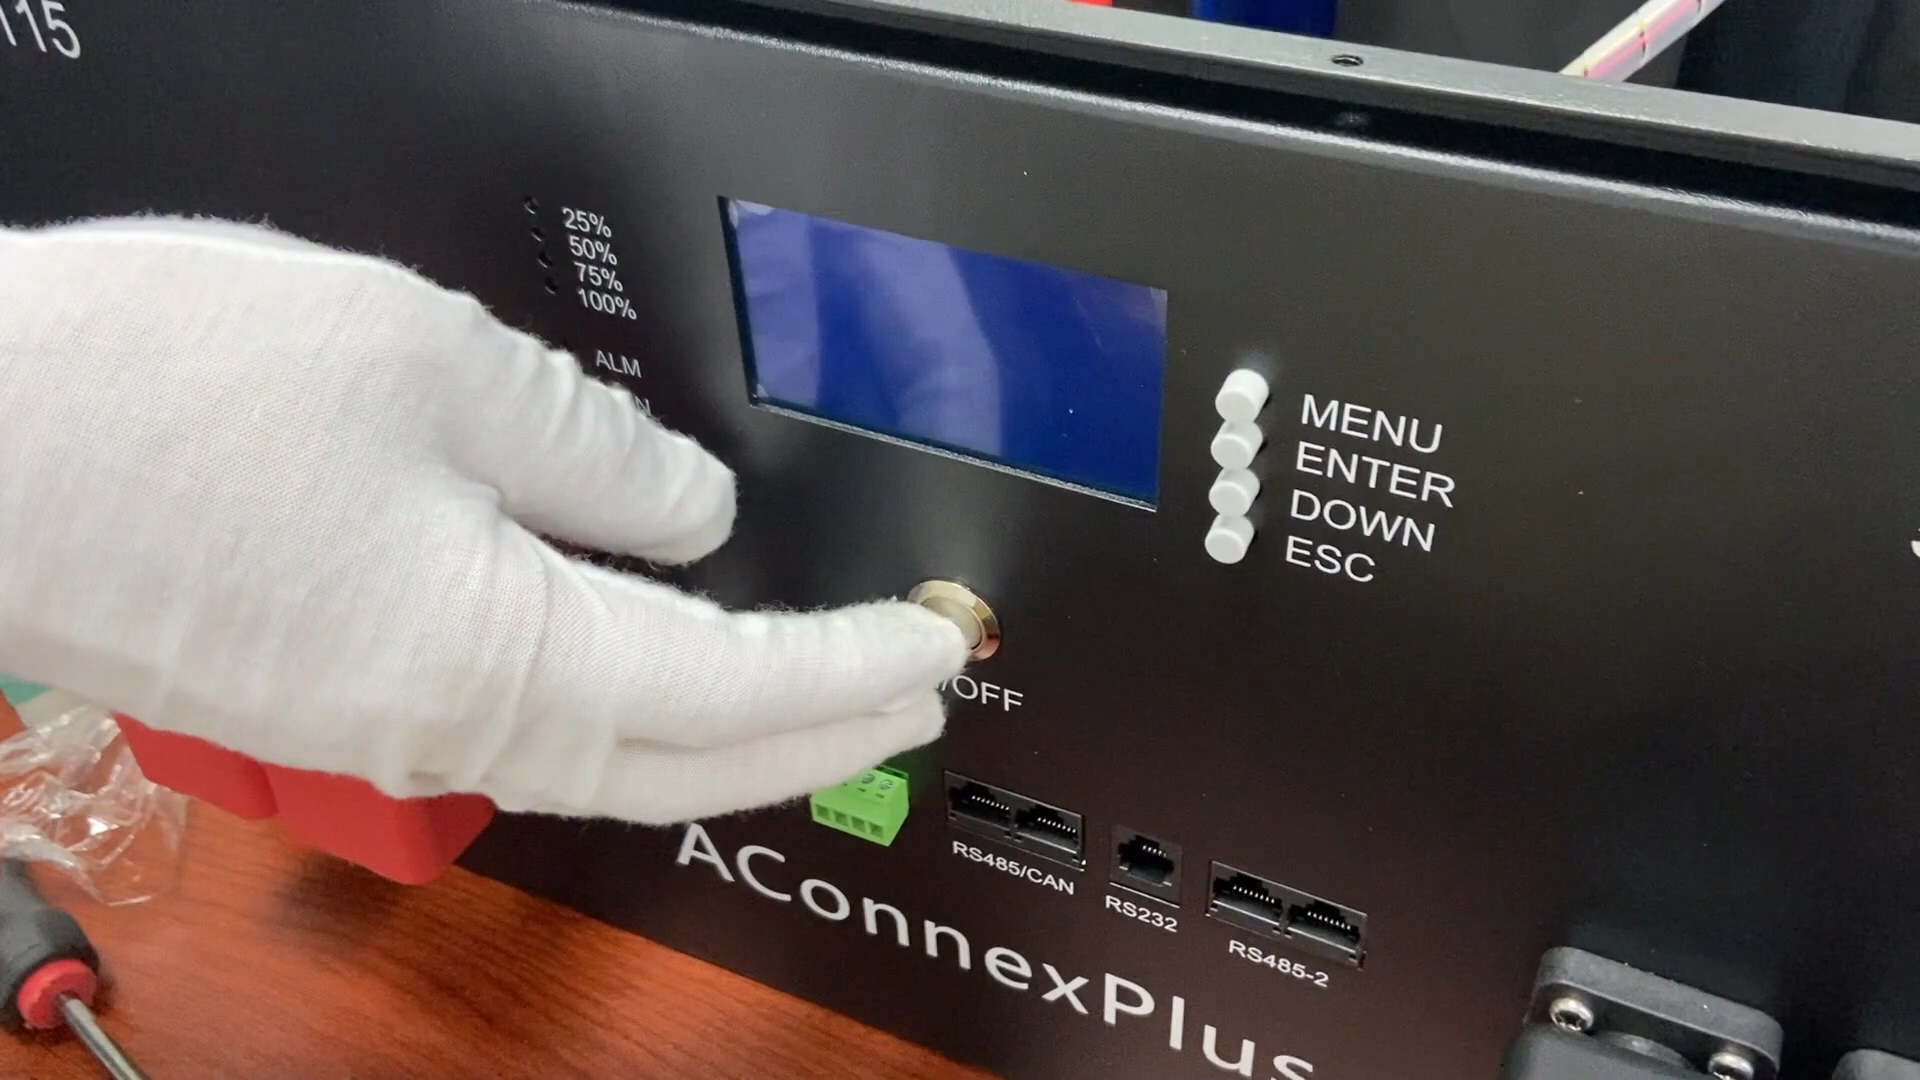 115
25%
50%
75%
100%
ALM
MENU
ENTER
DOWN
ESC
/OFF
RS485/CAN
RS232
RS485-2
AConnexPlus